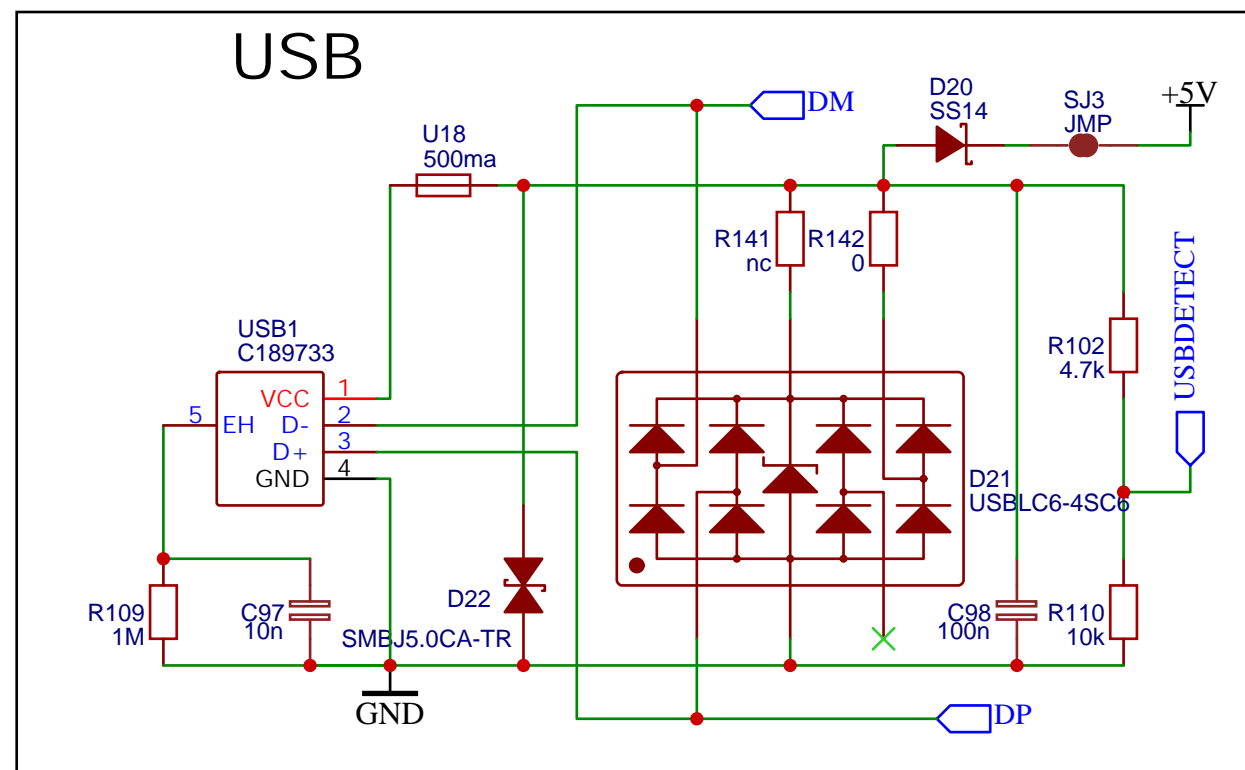 USB
DM
D20
SS14
SJ3
JMP
+5V
U18
500ma
R141
nc
R142
0
USBDETECT
USB1
C189733
R102
4.7k
VCC
1
5
EH
D-
2
D+
3
GND
4
D21
USBLC6-4SC6
R109
1M
C97
10n
D22
SMBJ5.0CA-TR
C98
100n
R110
10k
GND
DP